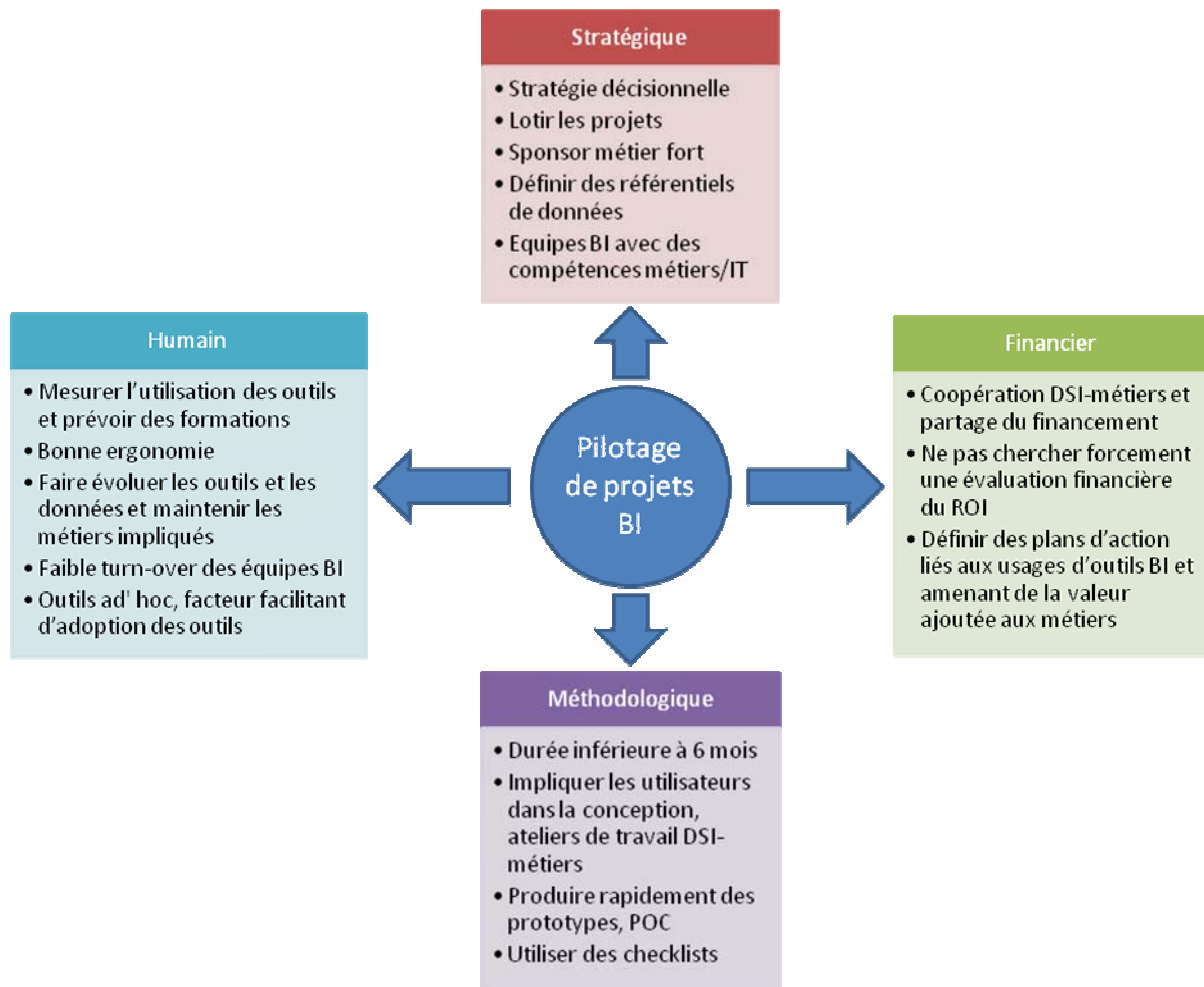 Stratégique
• Stratégie décisionnelle
• Lotir les projets
• Sponsor métier fort
• Définir des référentiels
de données
• Equipes BI avec des
compétences métiers/IT
Humain
• Mesurer l'utilisation des outils
et prévoir des formations
• Bonne ergonomie
• Faire évoluer les outils et les
données et maintenir les
métiers impliqués
• Faible turn-over des équipes BI
• Outils ad' hoc, facteur facilitant
d'adoption des outils
Pilotage
de projets
BI
Financier
• Coopération DSI-métiers et
partage du financement
• Ne pas chercher forcement
une évaluation financière
du ROI
• Définir des plans d'action
liés aux usages d'outils BI et
amenant de la valeur
ajoutée aux métiers
Méthodologique
• Durée inférieure à 6 mois
• Impliquer les utilisateurs
dans la conception,
ateliers de travail DSI-
métiers
• Produire rapidement des
prototypes, POC
• Utiliser des checklists